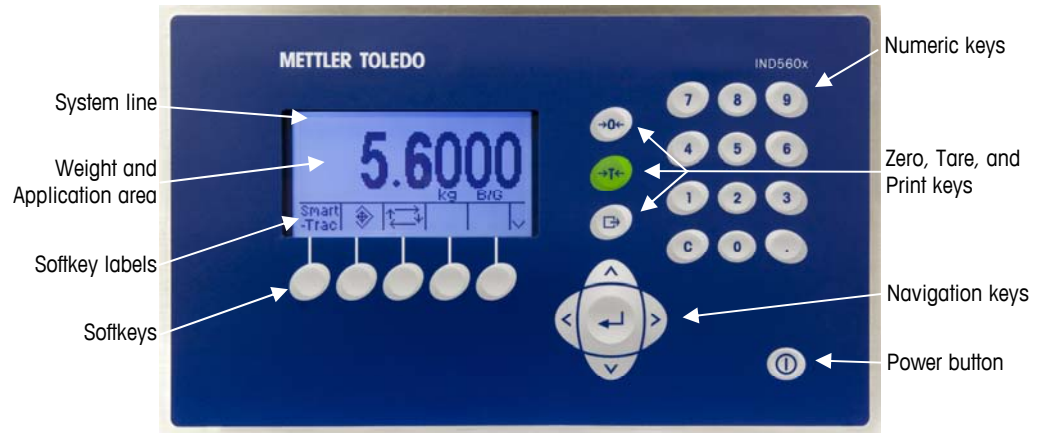 METTLER TOLEDO
IND560x
Numeric keys
System line
7 8 9
→0←
5.6000
4 5 6
Weight and
Application area
Zero, Tare, and
Print keys
→T←
kg B/G
1 2 3
Smart
-Trac
C 0 .
Softkey labels
Softkeys
Navigation keys
Power button